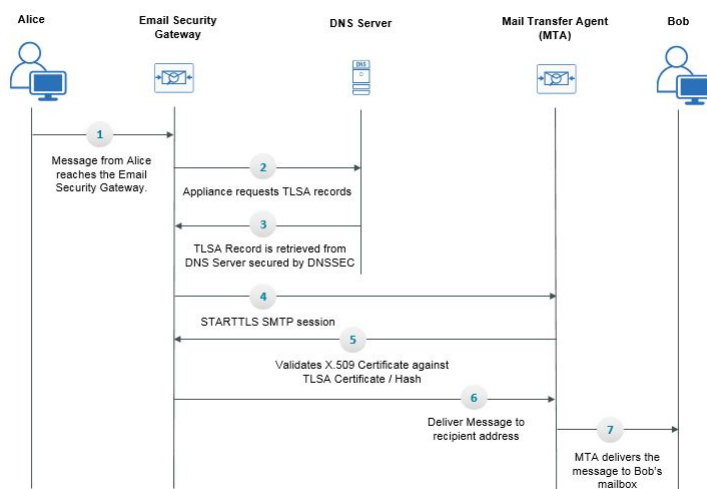 Alice
Email Security
Gateway
DNS Server
Mail Transfer Agent
(MTA)
Bob
DNS
1
Message from Alice
reaches the Email
Security Gateway.
2
Appliance requests TLSA records
3
TLSA Record is retrieved from
DNS Server secured by DNSSEC
4
STARTTLS SMTP session
5
Validates X.509 Certificate against
TLSA Certificate / Hash
6
Deliver Message to
recipient address
7
MTA delivers the
message to Bob's
mailbox